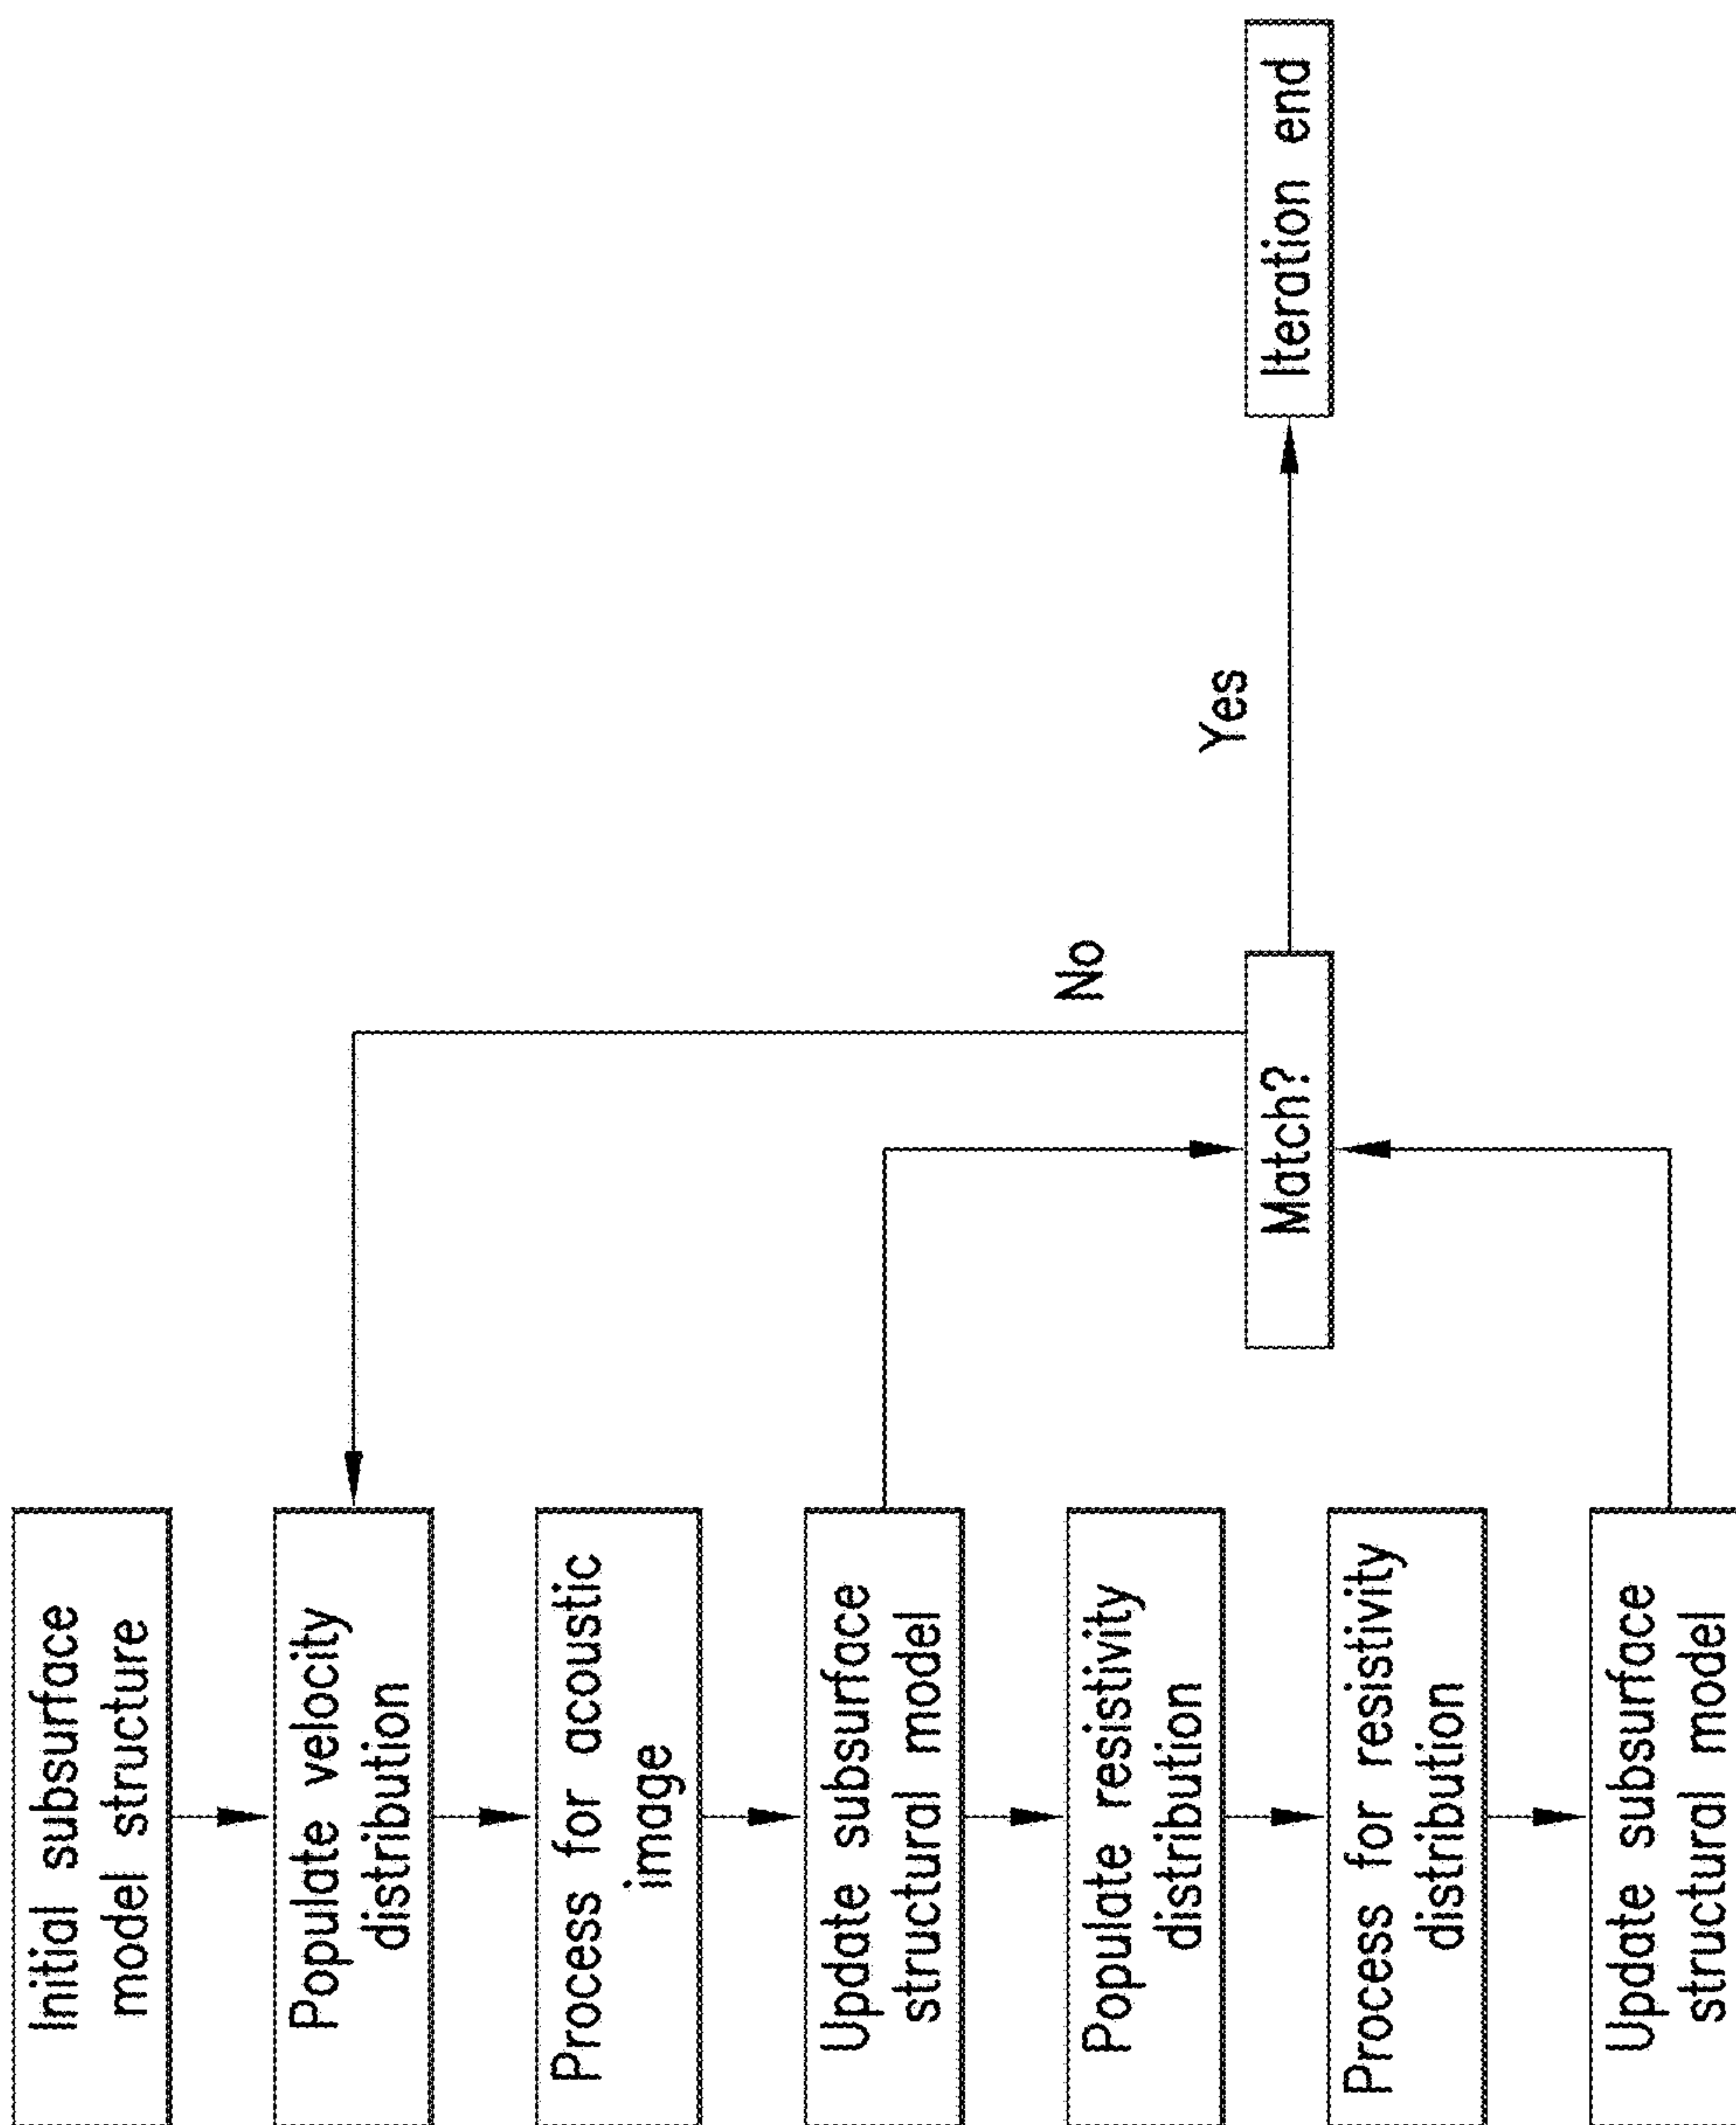 Initial subsurface
model structure
Populate velocity
distribution
Process for acoustic
image
Update subsurface
structural model
Populate resistivity
distribution
Process for resistivity
distribution
Update subsurface
structural model
Match?
No
Yes
Iteration end